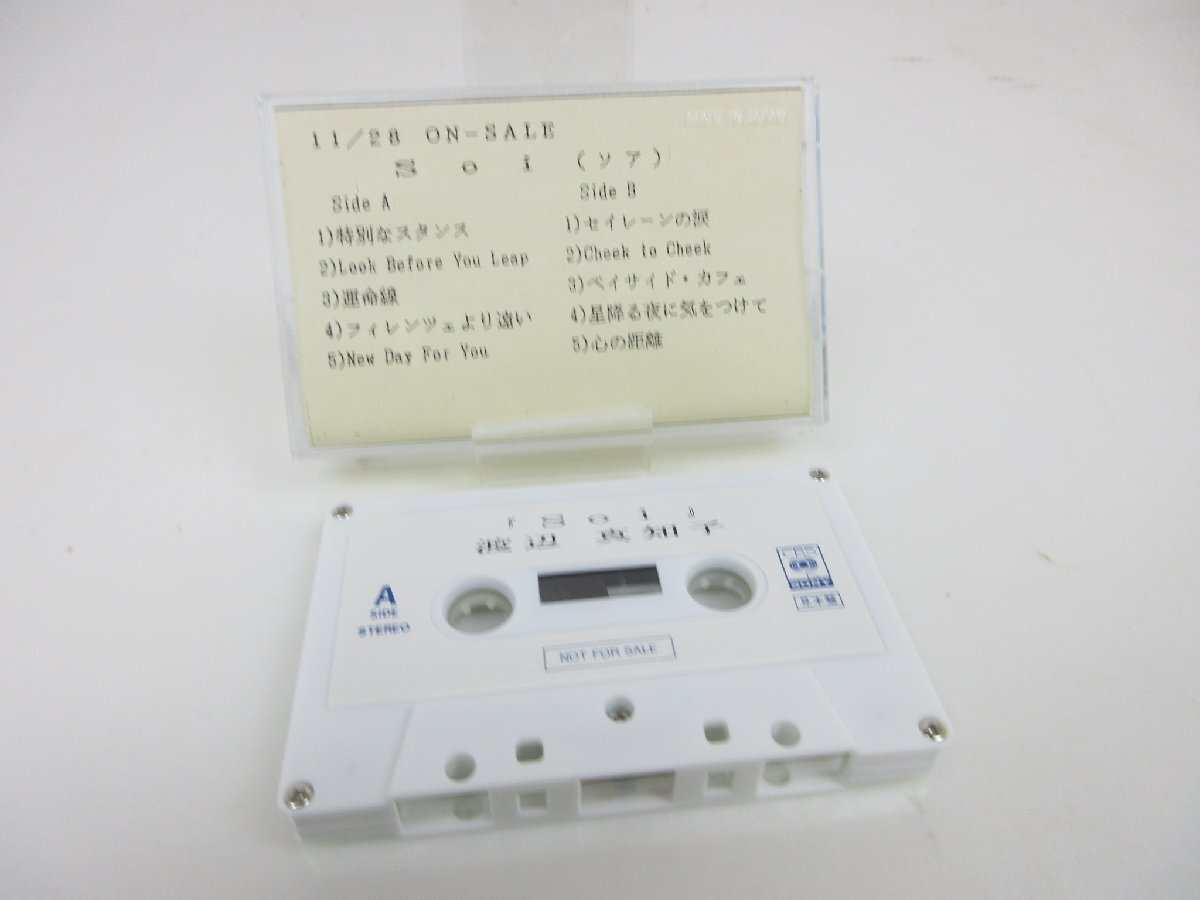 MADE IN JAPAN
11/28 ON-SALE
Soi (ソア)
Side A
1)特別なスタンス
2)Look Before You Leap
3)運命線
4)フィレンツェより遠い
5)New Day For You
Side B
1)セイレーンの涙
2)Cheek to Cheek
3)ベイサイド・カフェ
4)星降る夜に気をつけて
5)心の距離
「Soi」
渡辺 真知子
A
SIDE
STEREO
CBS
SONY
見本盤
NOT FOR SALE